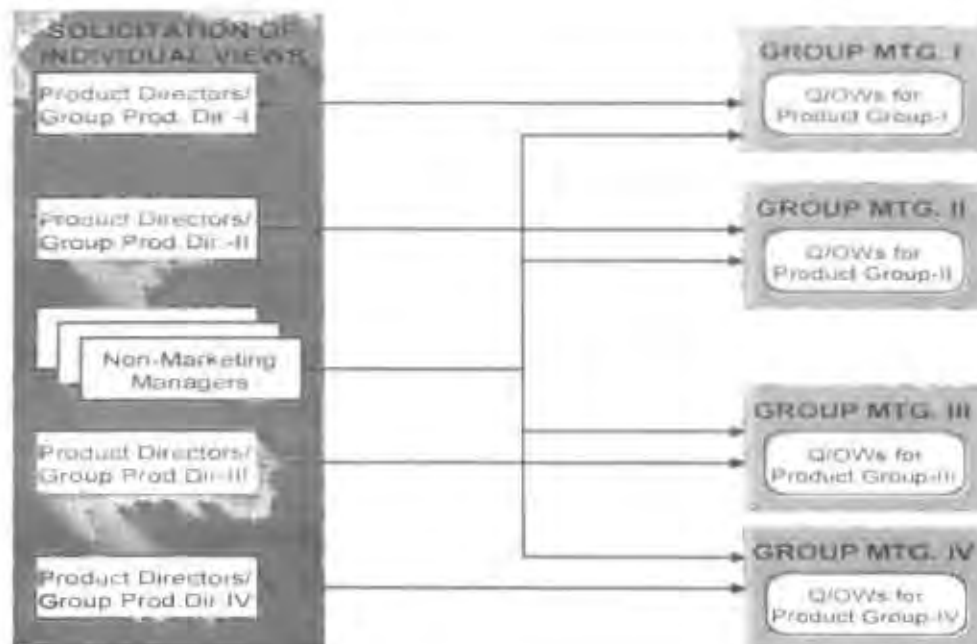 SOLICITATION OF
INDIVIDUAL VIEWS
Product Directors/
Group Prod. Dir.-I
Product Directors/
Group Prod.Dir.-II
Non-Marketing
Managers
Product Directors/
Group Prod.Dir-III
Product Directors/
Group Prod.Dir.IV
GROUP MTG. I
Q/OWs for
Product Group-I
GROUP MTG. II
Q/OWs for
Product Group-II
GROUP MTG. III
Q/OWs for
Product Group-III
GROUP MTG. IV
Q/OWs for
Product Group-IV